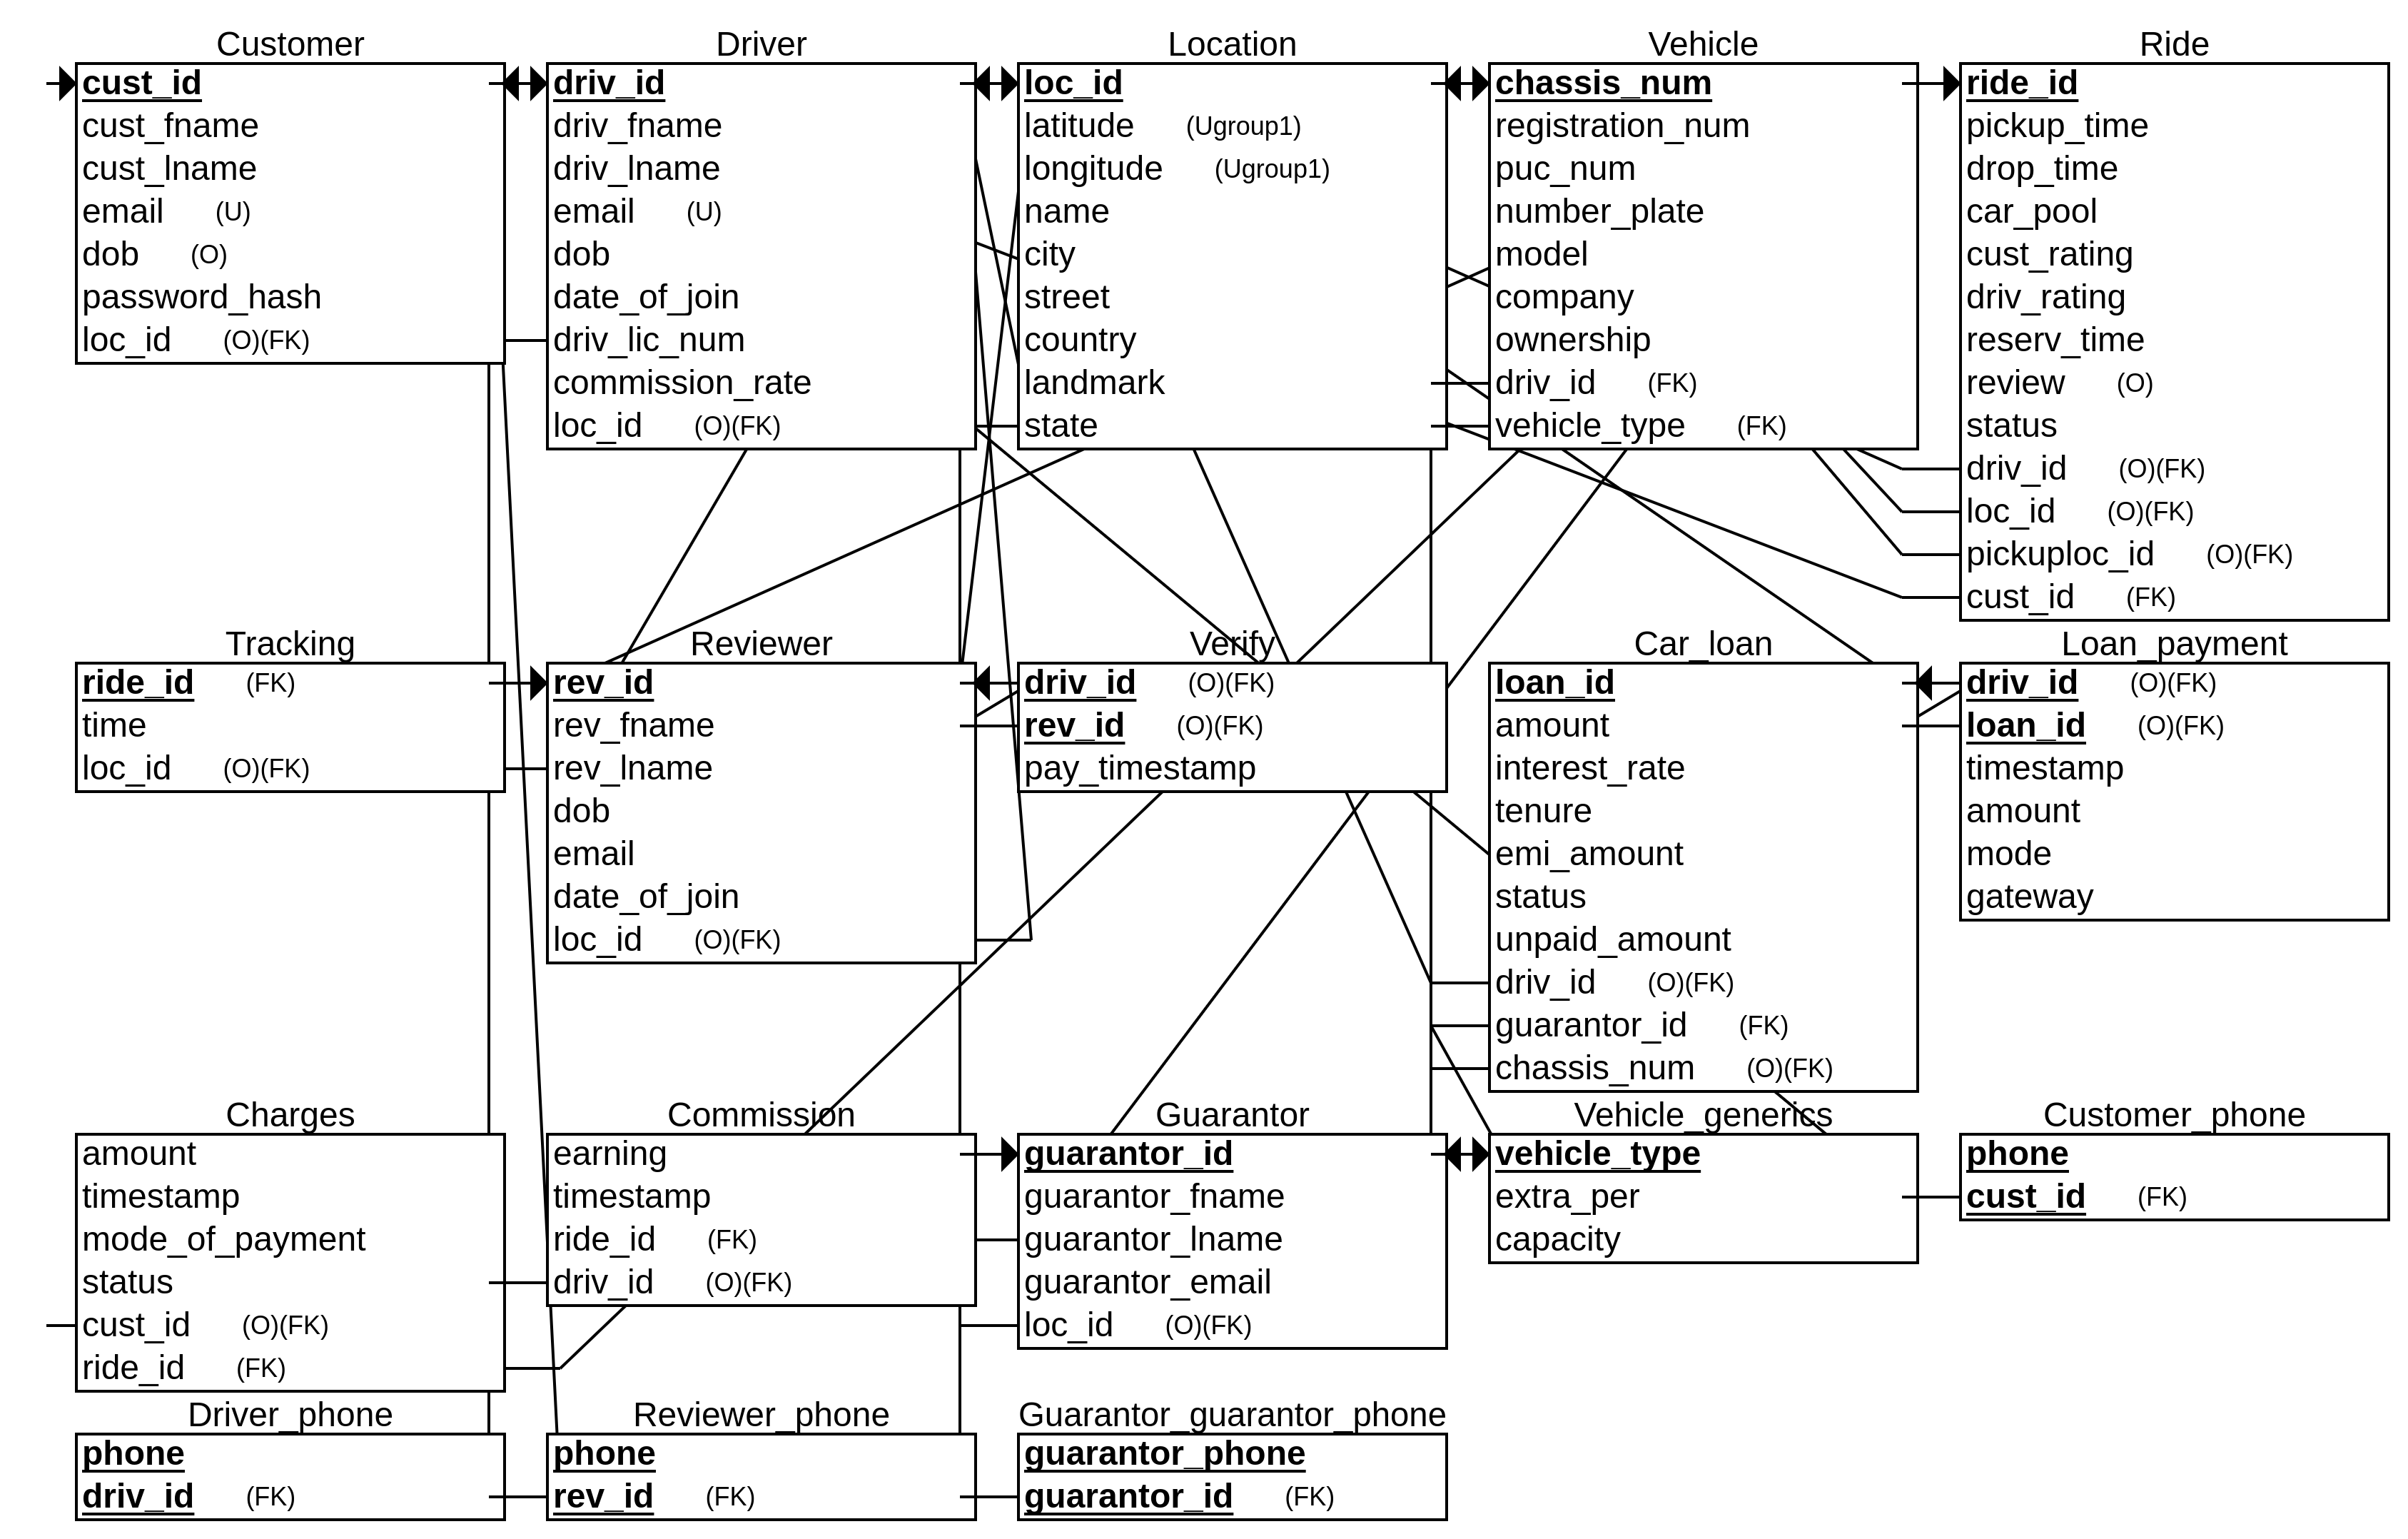 Customer
cust_id
cust_fname
cust_lname
email (U)
dob (O)
password_hash
loc_id (O)(FK)
Driver
driv_id
driv_fname
driv_lname
email (U)
dob
date_of_join
driv_lic_num
commission_rate
loc_id (O)(FK)
Location
loc_id
latitude (Ugroup1)
longitude (Ugroup1)
name
city
street
country
landmark
state
Vehicle
chassis_num
registration_num
puc_num
number_plate
model
company
ownership
driv_id (FK)
vehicle_type (FK)
Ride
ride_id
pickup_time
drop_time
car_pool
cust_rating
driv_rating
reserv_time
review (O)
status
driv_id (O)(FK)
loc_id (O)(FK)
pickuploc_id (O)(FK)
cust_id (FK)
Tracking
ride_id (FK)
time
loc_id (O)(FK)
Reviewer
rev_id
rev_fname
rev_lname
dob
email
date_of_join
loc_id (O)(FK)
Verify
driv_id (O)(FK)
rev_id (O)(FK)
pay_timestamp
Car_loan
loan_id
amount
interest_rate
tenure
emi_amount
status
unpaid_amount
driv_id (O)(FK)
guarantor_id (FK)
chassis_num (O)(FK)
Loan_payment
driv_id (O)(FK)
loan_id (O)(FK)
timestamp
amount
mode
gateway
Charges
amount
timestamp
mode_of_payment
status
cust_id (O)(FK)
ride_id (FK)
Commission
earning
timestamp
ride_id (FK)
driv_id (O)(FK)
Guarantor
guarantor_id
guarantor_fname
guarantor_lname
guarantor_email
loc_id (O)(FK)
Vehicle_generics
vehicle_type
extra_per
capacity
Customer_phone
phone
cust_id (FK)
Driver_phone
phone
driv_id (FK)
Reviewer_phone
phone
rev_id (FK)
Guarantor_guarantor_phone
guarantor_phone
guarantor_id (FK)